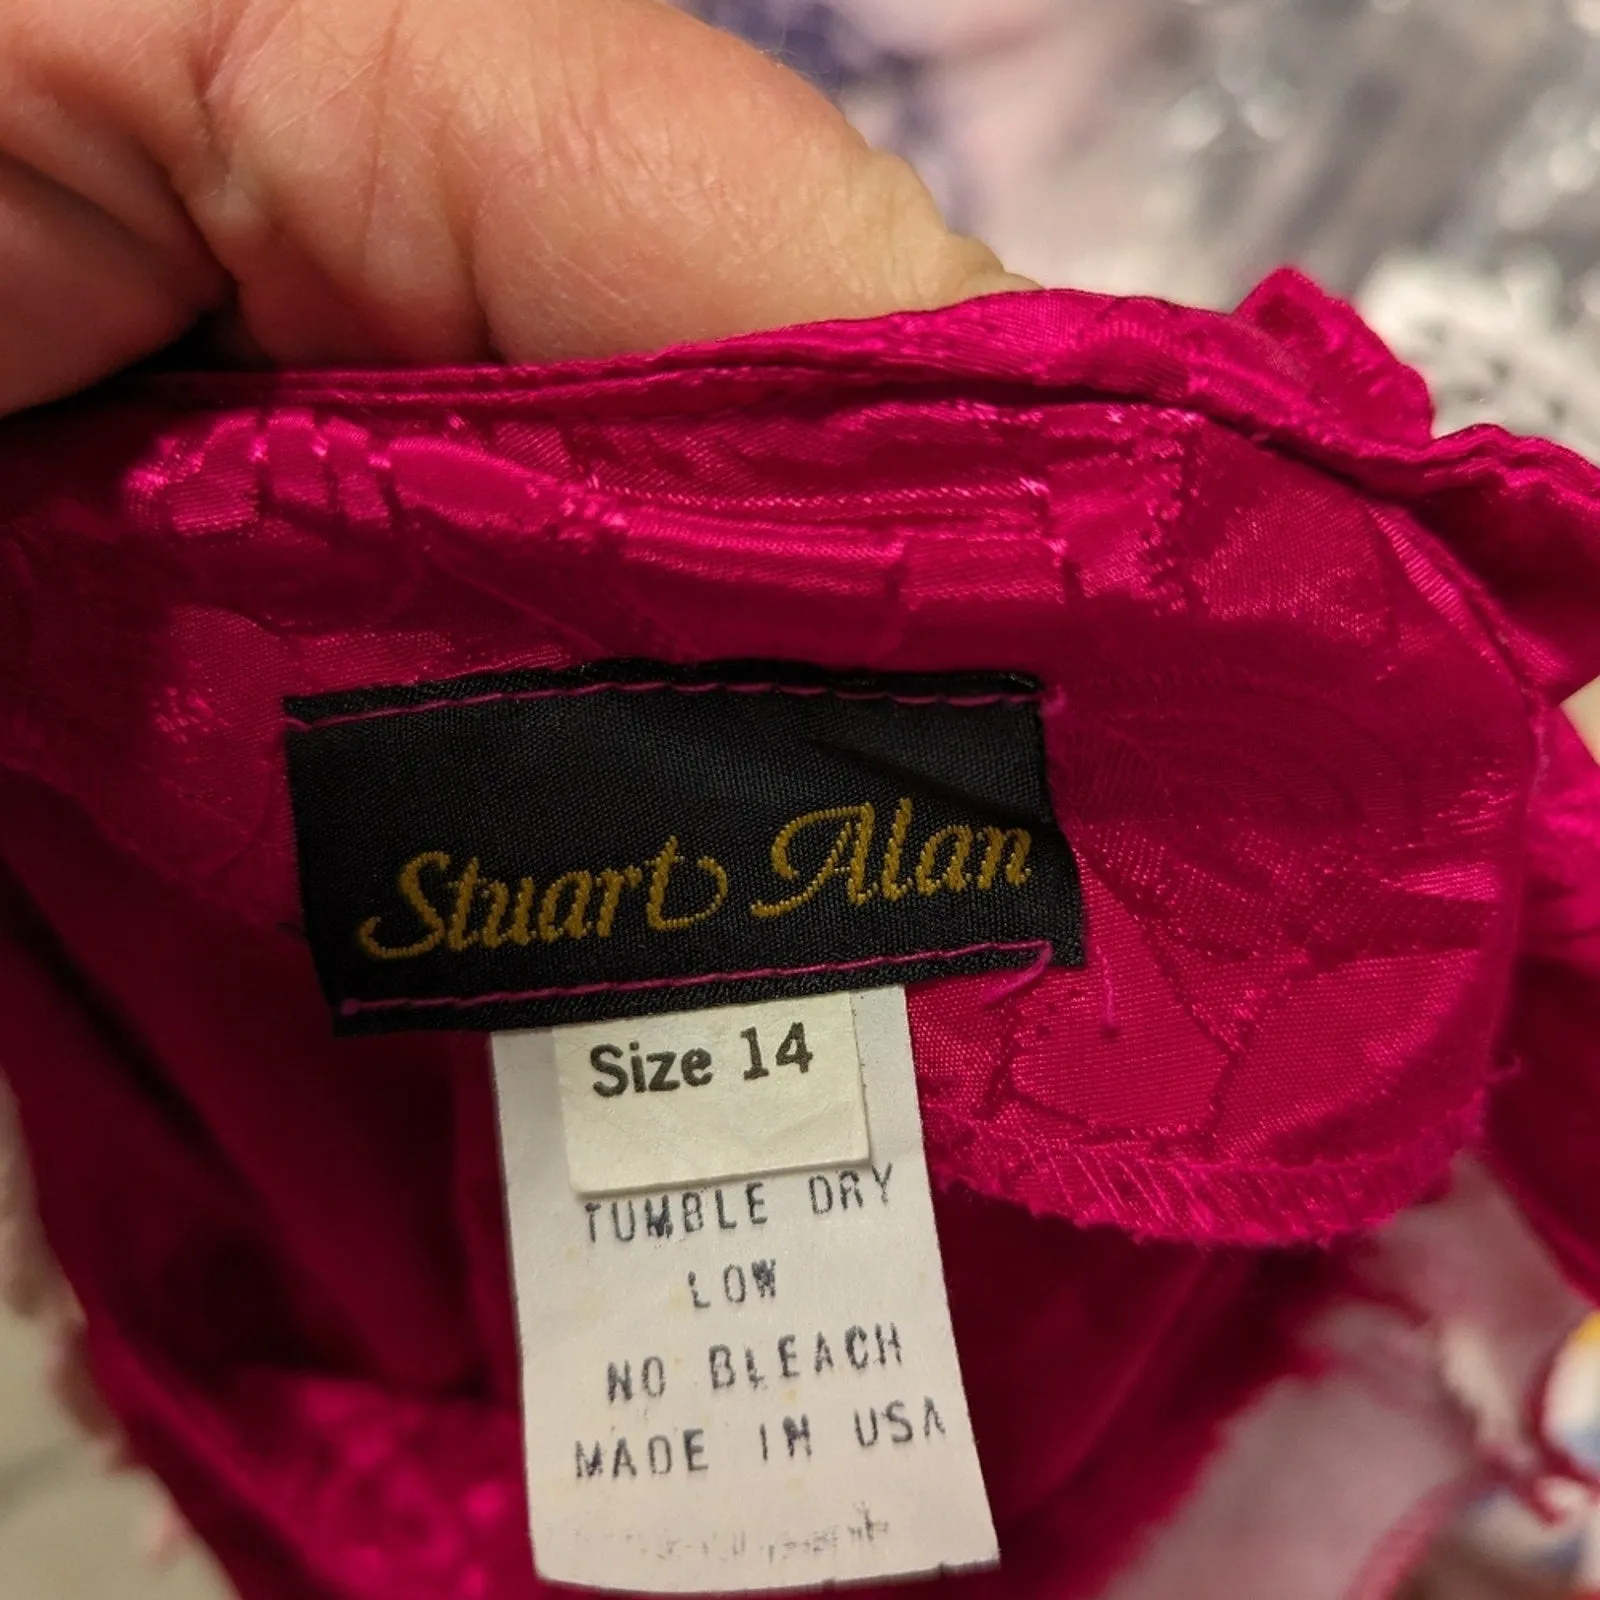 Stuart Alan
Size 14
TUMBLE DRY
LOW
NO BLEACH
MADE IN USA